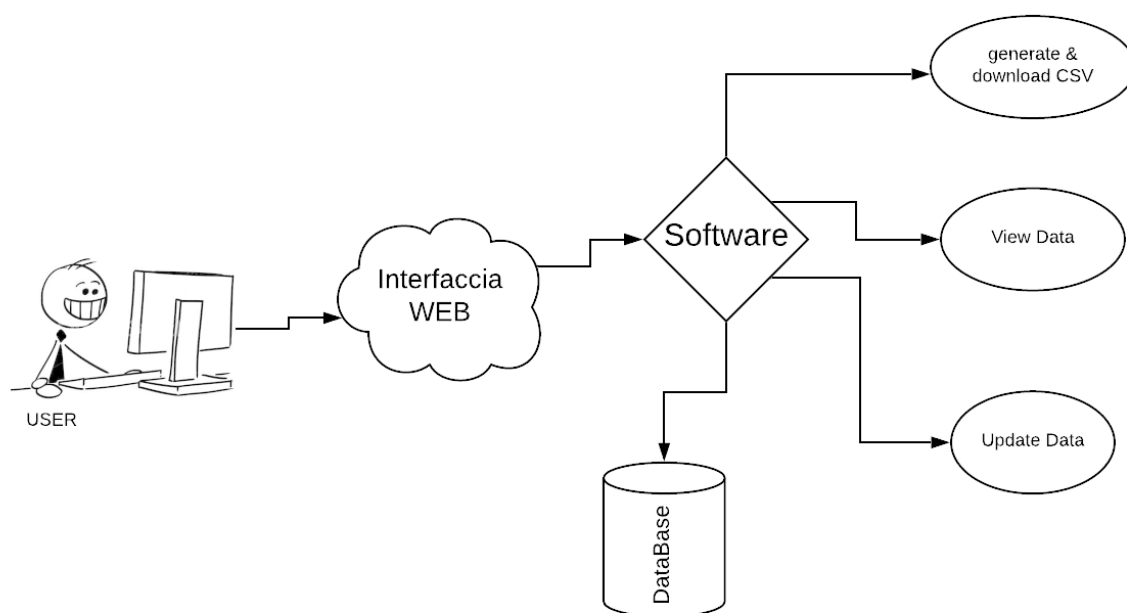 generate &
download CSV
Software
View Data
Interfaccia
WEB
USER
Update Data
DataBase